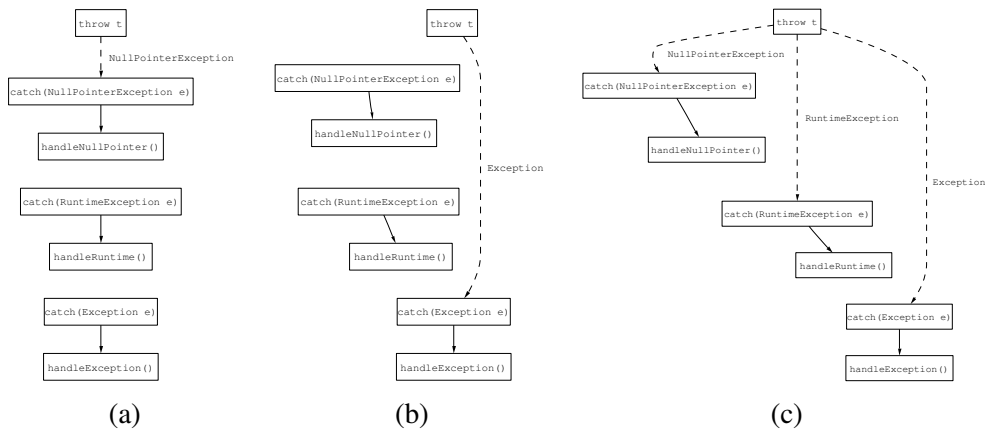 throw t
NullPointerException
catch(NullPointerException e)
handleNullPointer()
catch(RuntimeException e)
handleRuntime()
catch(Exception e)
handleException()
(a)
throw t
catch(NullPointerException e)
handleNullPointer()
Exception
catch(RuntimeException e)
handleRuntime()
catch(Exception e)
handleException()
(b)
throw t
NullPointerException
catch(NullPointerException e)
RuntimeException
handleNullPointer()
Exception
catch(RuntimeException e)
handleRuntime()
catch(Exception e)
handleException()
(c)